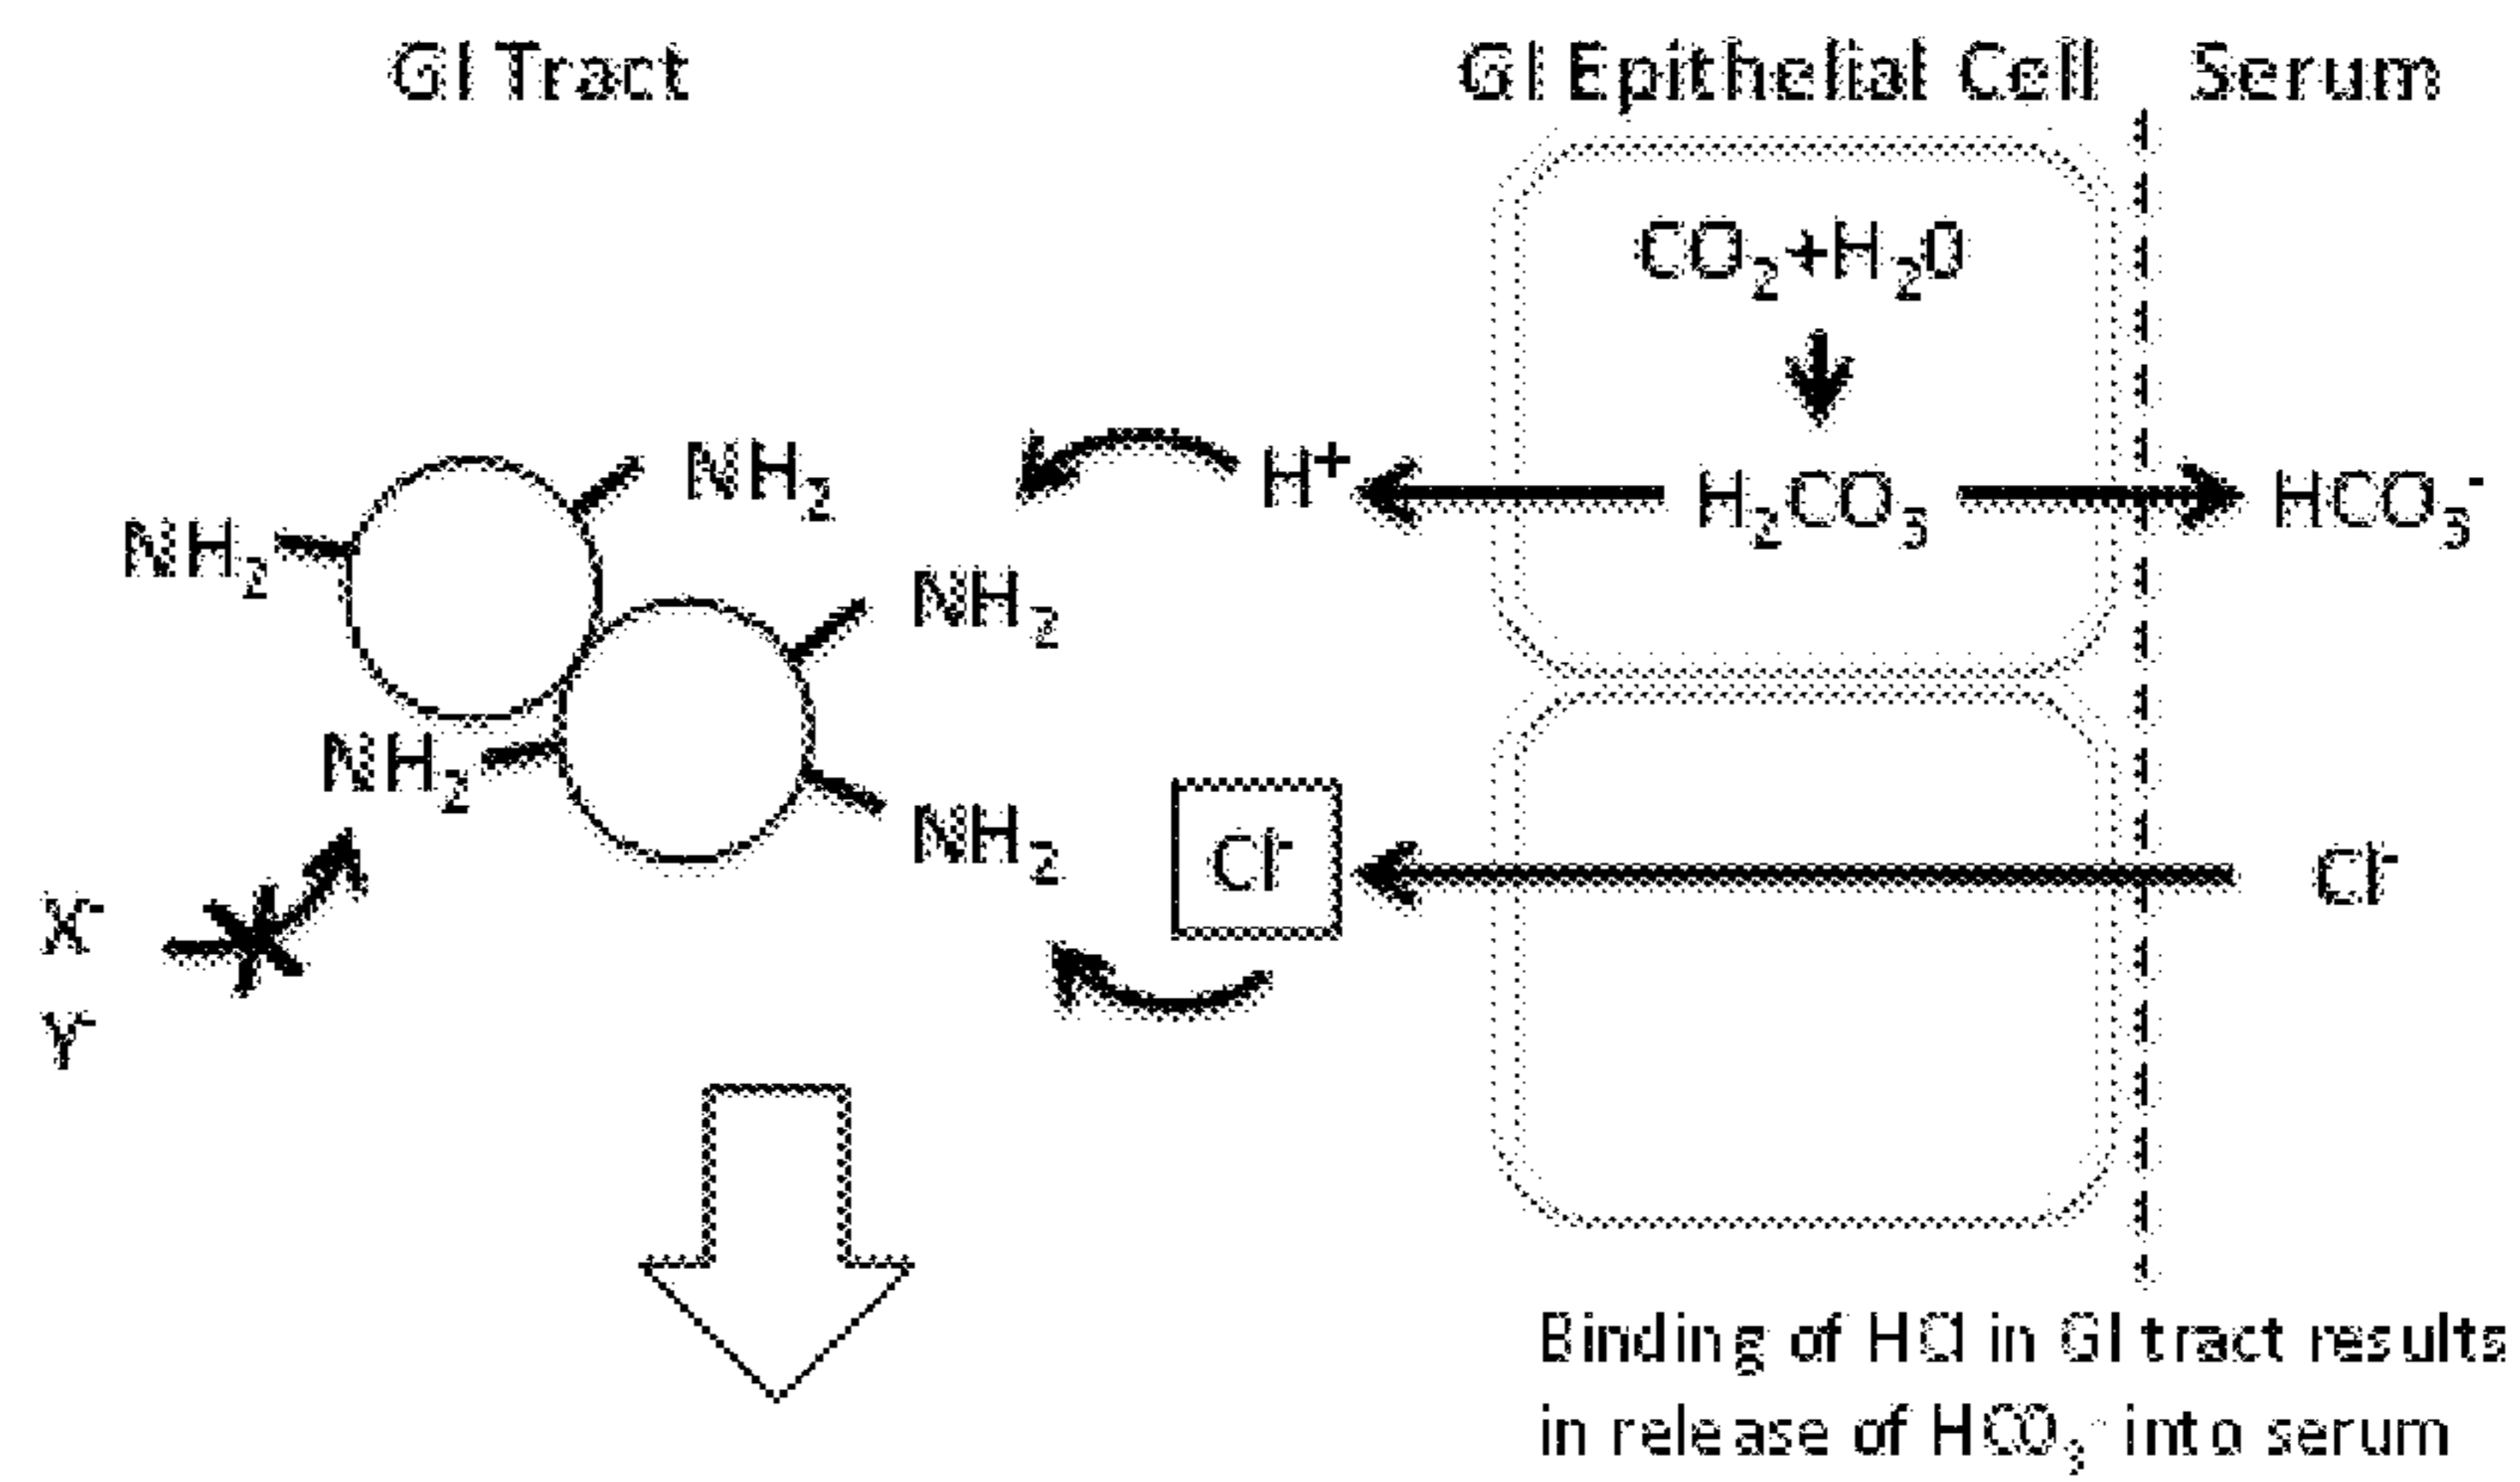 GI Tract
GI Epithelial Cell
Serum
CO₂+H₂0
NH₂
H⁺
H₂CO₃
HCO₃⁻
NH₂
NH₂
NH₂
NH₂
Cl⁻
Cl⁻
X⁻
Y⁻
Binding of HCl in GI tract results
in release of HCO₃⁻ into serum